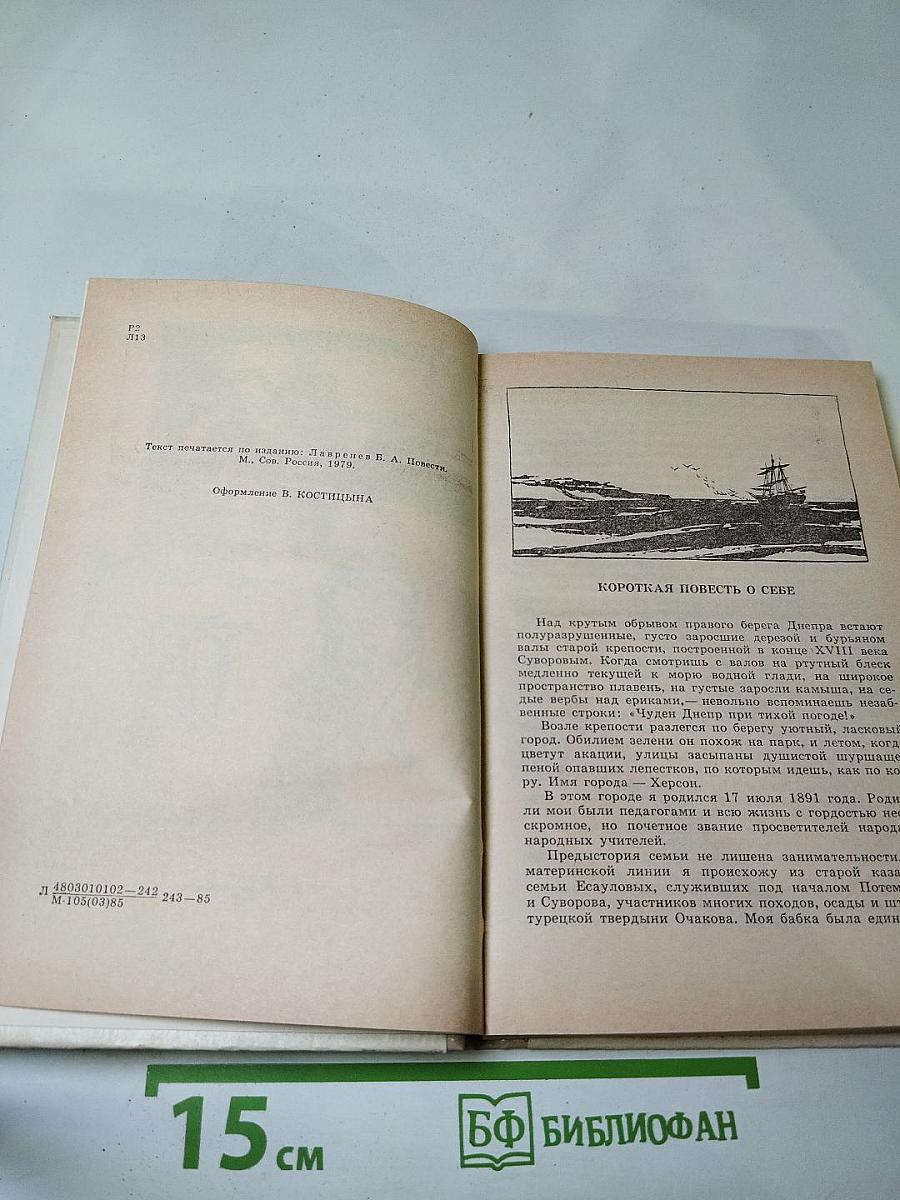 Р2
Л13
Текст печатается по изданию: Лавренев Б. А. Повести.
М., Сов. Россия, 1979.
Оформление В. КОСТИЦЫНА
Л 4803010102—242
М-105(03)85 243—85
КОРОТКАЯ ПОВЕСТЬ О СЕБЕ
Над крутым обрывом правого берега Днепра встают
полуразрушенные, густо заросшие дерезой и бурьяном
валы старой крепости, построенной в конце XVIII века
Суворовым. Когда смотришь с валов на ртутный блеск
медленно текущей к морю водной глади, на широкое
пространство плавень, на густые заросли камыша, на се-
дые вербы над ериками,— невольно вспоминаешь незаб-
венные строки: «Чуден Днепр при тихой погоде!»
Возле крепости разлегся по берегу уютный, ласковый
город. Обилием зелени он похож на парк, и летом, когд
цветут акации, улицы засыпаны душистой шуршаще
пеной опавших лепестков, по которым идешь, как по ко
ру. Имя города — Херсон.
В этом городе я родился 17 июля 1891 года. Роди
ли мои были педагогами и всю жизнь с гордостью нес
скромное, но почетное звание просветителей народа
народных учителей.
Предыстория семьи не лишена занимательности.
материнской линии я происхожу из старой каза
семьи Есауловых, служивших под началом Потем
и Суворова, участников многих походов, осады и шт
турецкой твердыни Очакова. Моя бабка была един
15 см
БФ БИБЛИОФАН